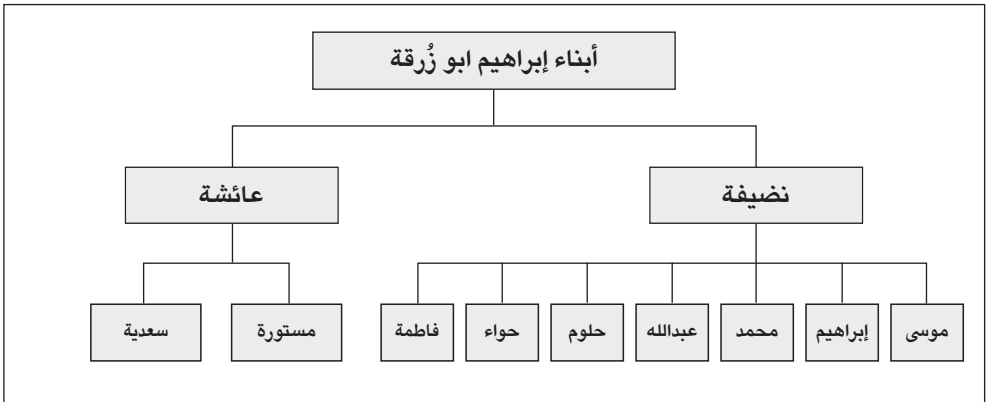 أبناء إبراهيم ابو زُرقة
نضيفة
عائشة
موسى
إبراهيم
محمد
عبدالله
حلوم
حواء
فاطمة
مستورة
سعدية